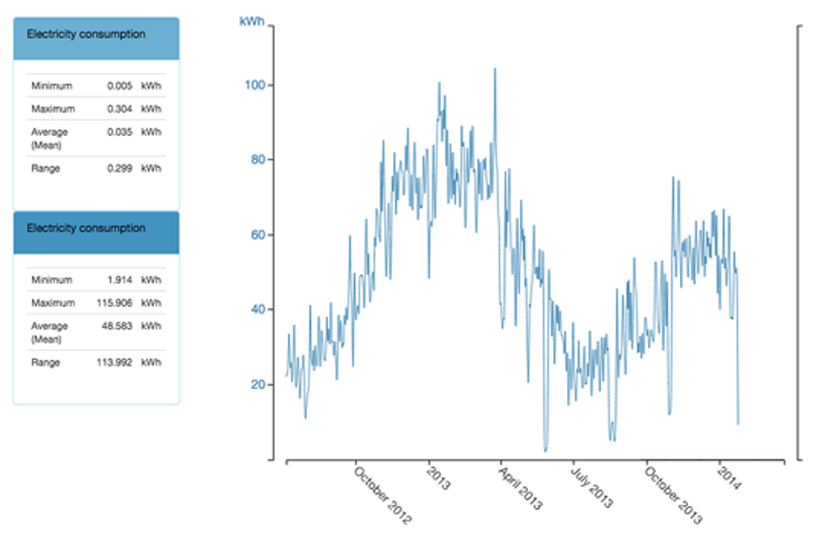 Electricity consumption
Minimum 0.005 kWh
Maximum 0.304 kWh
Average 0.035 kWh
(Mean)
Range 0.299 kWh
Electricity consumption
Minimum 1.914 kWh
Maximum 115.906 kWh
Average 48.583 kWh
(Mean)
Range 113.992 kWh
kWh
100
80
60
40
20
October 2012
2013
April 2013
July 2013
October 2013
2014